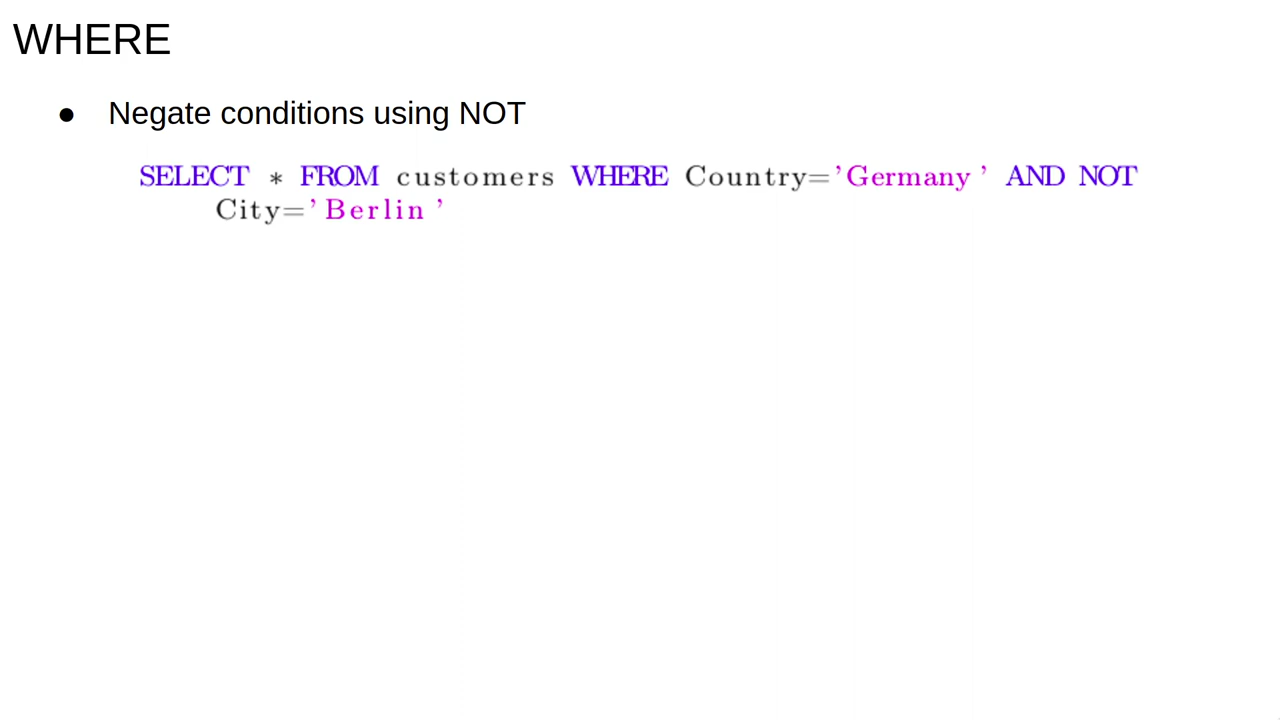 WHERE
● Negate conditions using NOT
SELECT * FROM customers WHERE Country='Germany' AND NOT
City='Berlin'